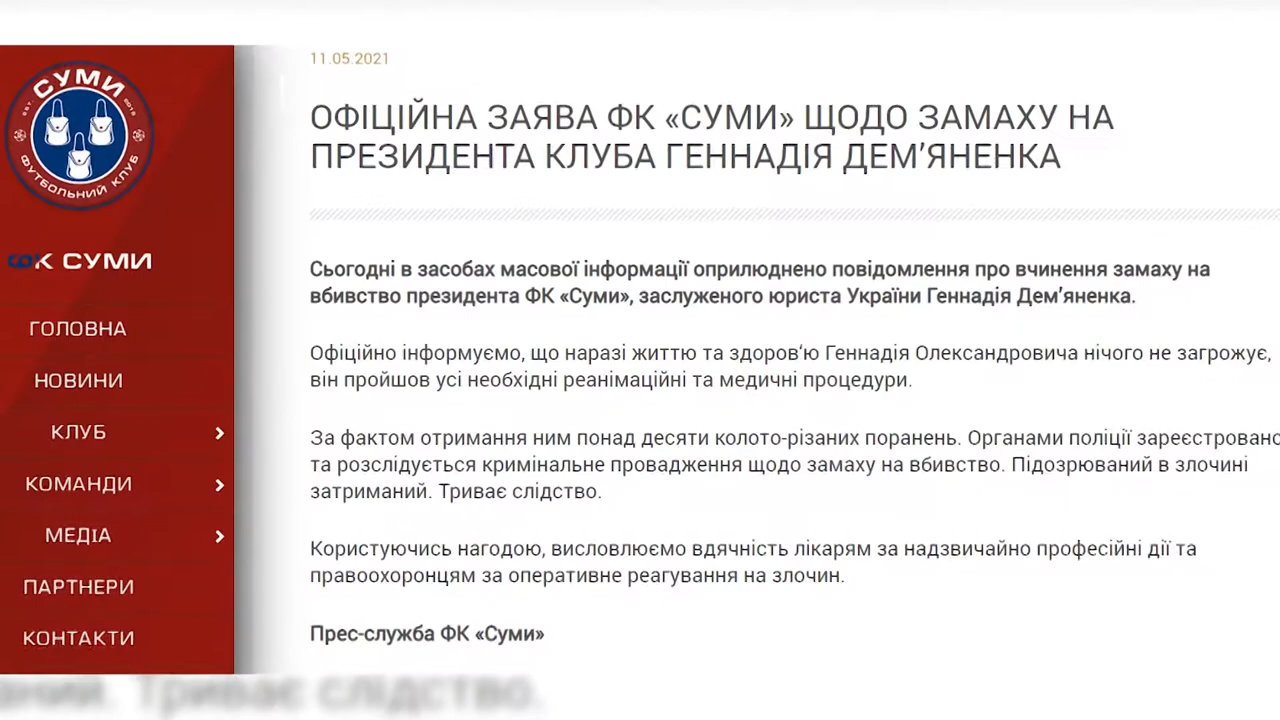 СУМИ
EST.
2019
ФУТБОЛЬНИЙ КЛУБ
ФК СУМИ
ГОЛОВНА
НОВИНИ
КЛУБ
КОМАНДИ
МЕДІА
ПАРТНЕРИ
КОНТАКТИ
11.05.2021
ОФІЦІЙНА ЗАЯВА ФК «СУМИ» ЩОДО ЗАМАХУ НА
ПРЕЗИДЕНТА КЛУБА ГЕННАДІЯ ДЕМ’ЯНЕНКА
Сьогодні в засобах масової інформації оприлюднено повідомлення про вчинення замаху на
вбивство президента ФК «Суми», заслуженого юриста України Геннадія Дем’яненка.
Офіційно інформуємо, що наразі життю та здоров‘ю Геннадія Олександровича нічого не загрожує,
він пройшов усі необхідні реанімаційні та медичні процедури.
За фактом отримання ним понад десяти колото-різаних поранень. Органами поліції зареєстровано
та розслідується кримінальне провадження щодо замаху на вбивство. Підозрюваний в злочині
затриманий. Триває слідство.
Користуючись нагодою, висловлюємо вдячність лікарям за надзвичайно професійні дії та
правоохоронцям за оперативне реагування на злочин.
Прес-служба ФК «Суми»
аний. Триває слідство.